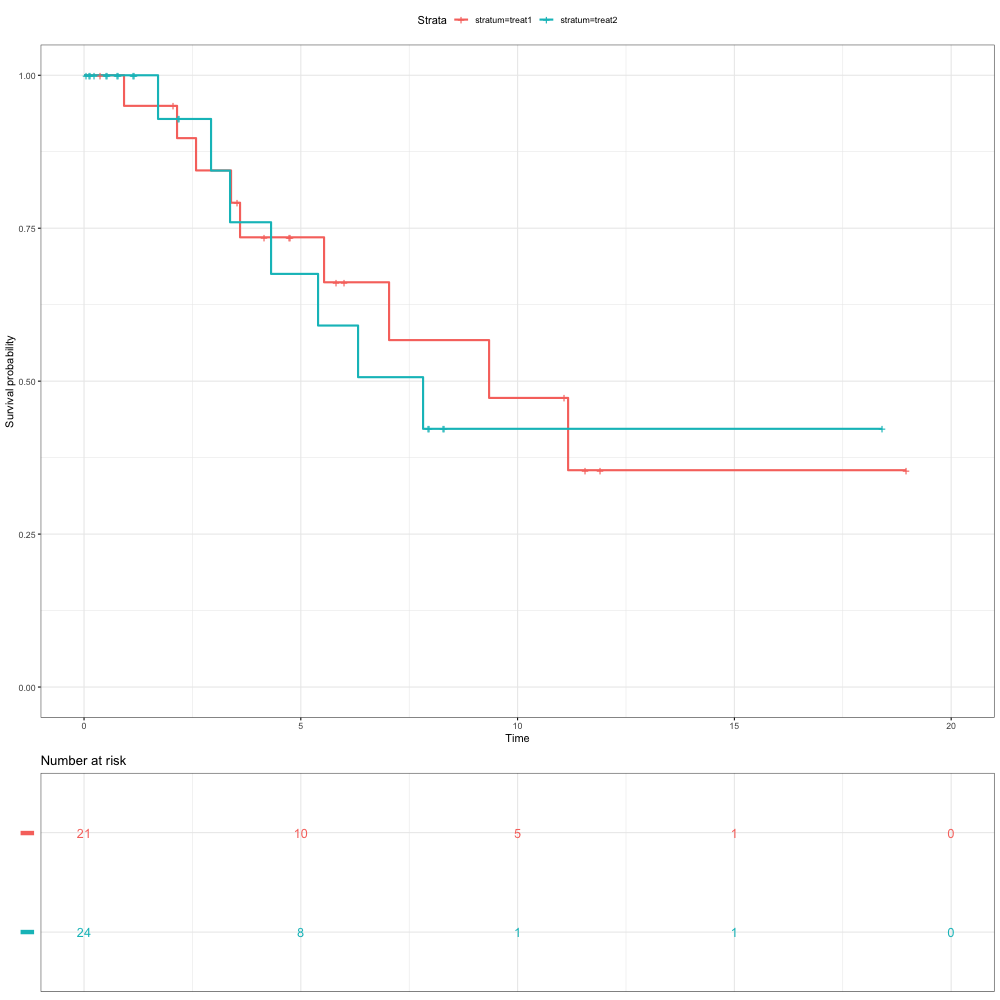 Strata stratum=treat1 stratum=treat2
1.00
0.75
0.50
0.25
0.00
Survival probability
0 5 10 15 20
Time
Number at risk
21 10 5 1 0
24 8 1 1 0